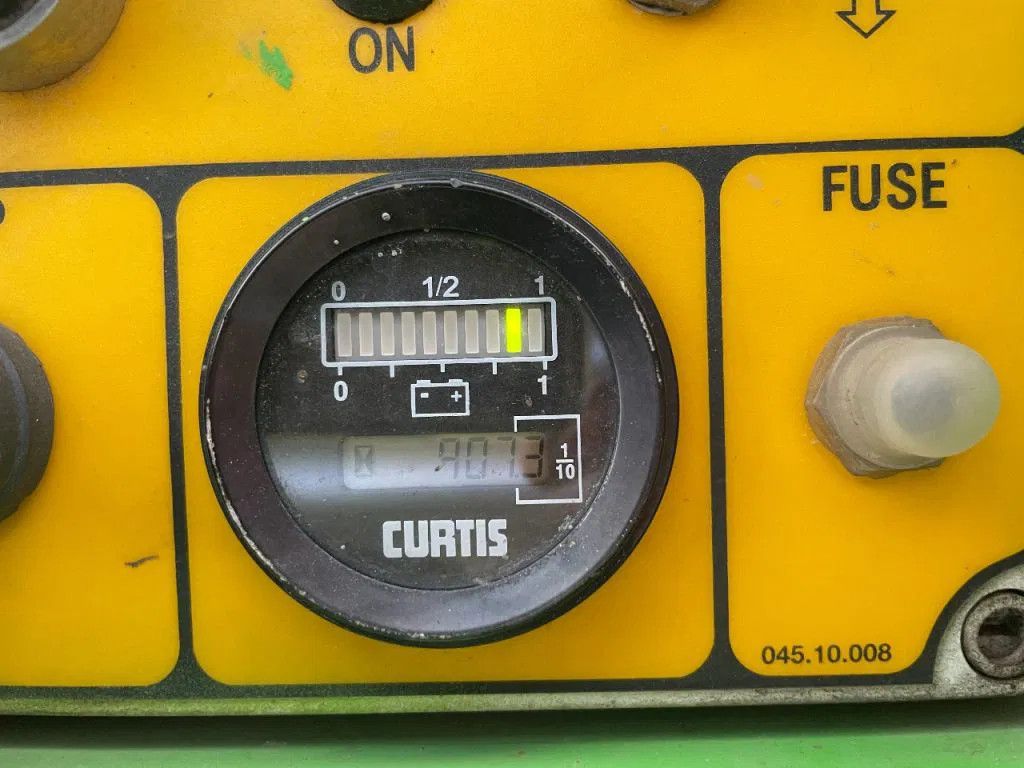 ON
FUSE
0 1/2 1
0 1
- +
9073
1/10
CURTIS
045.10.008